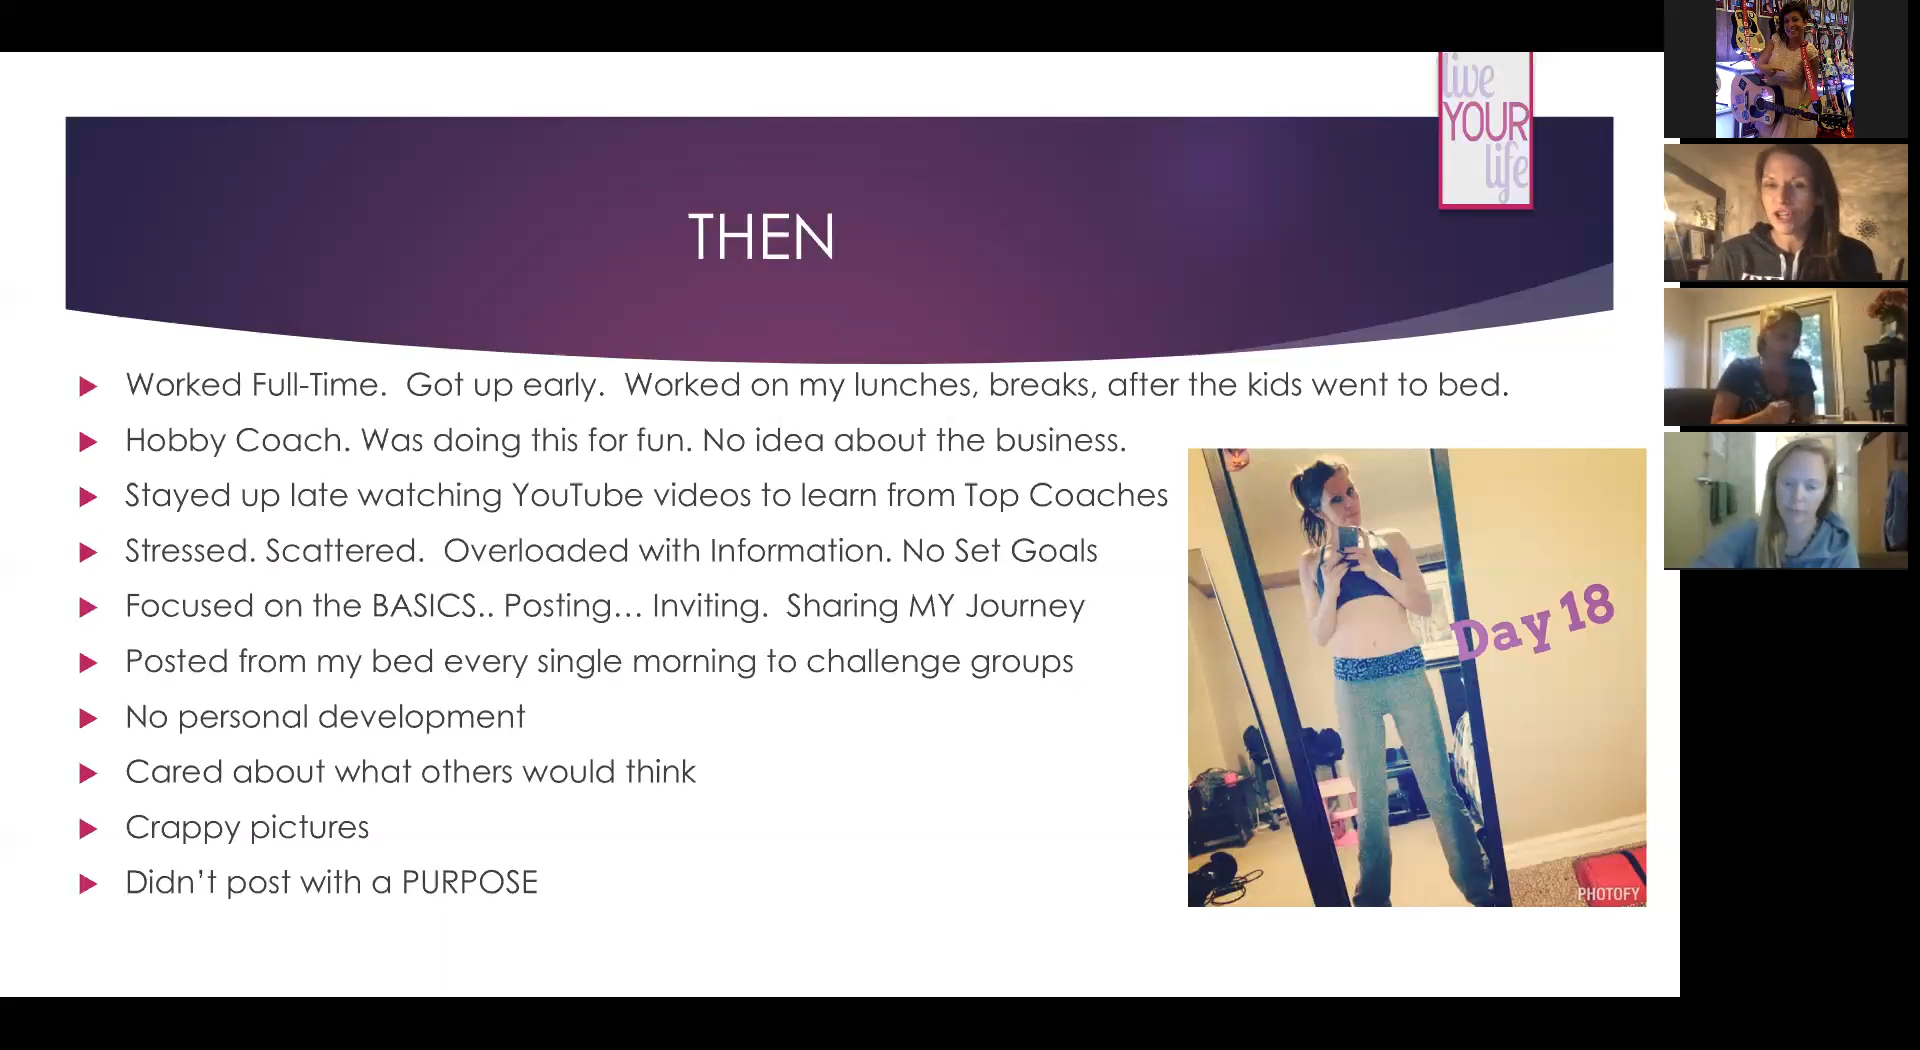 live
YOUR
life
THEN
Worked Full-Time.  Got up early.  Worked on my lunches, breaks, after the kids went to bed.
Hobby Coach. Was doing this for fun. No idea about the business.
Stayed up late watching YouTube videos to learn from Top Coaches
Stressed. Scattered.  Overloaded with Information. No Set Goals
Focused on the BASICS.. Posting... Inviting.  Sharing MY Journey
Posted from my bed every single morning to challenge groups
No personal development
Cared about what others would think
Crappy pictures
Didn't post with a PURPOSE
Day 18
PHOTOFY